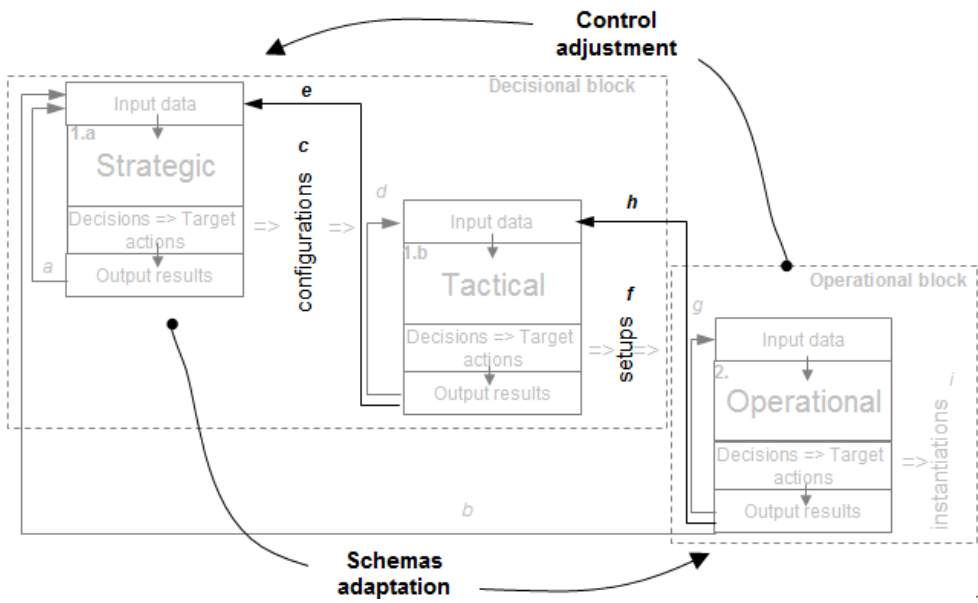 Control
adjustment
Decisional block
Input data
e
1.a
Strategic
c
configurations
Decisions => Target
actions
=>
=>
a
Output results
d
Input data
h
1.b
Tactical
f
setups
Decisions => Target
actions
=>
=>
Output results
Operational block
g
Input data
2.
Operational
i
instantiations
Decisions => Target
actions
=>
Output results
b
Schemas
adaptation